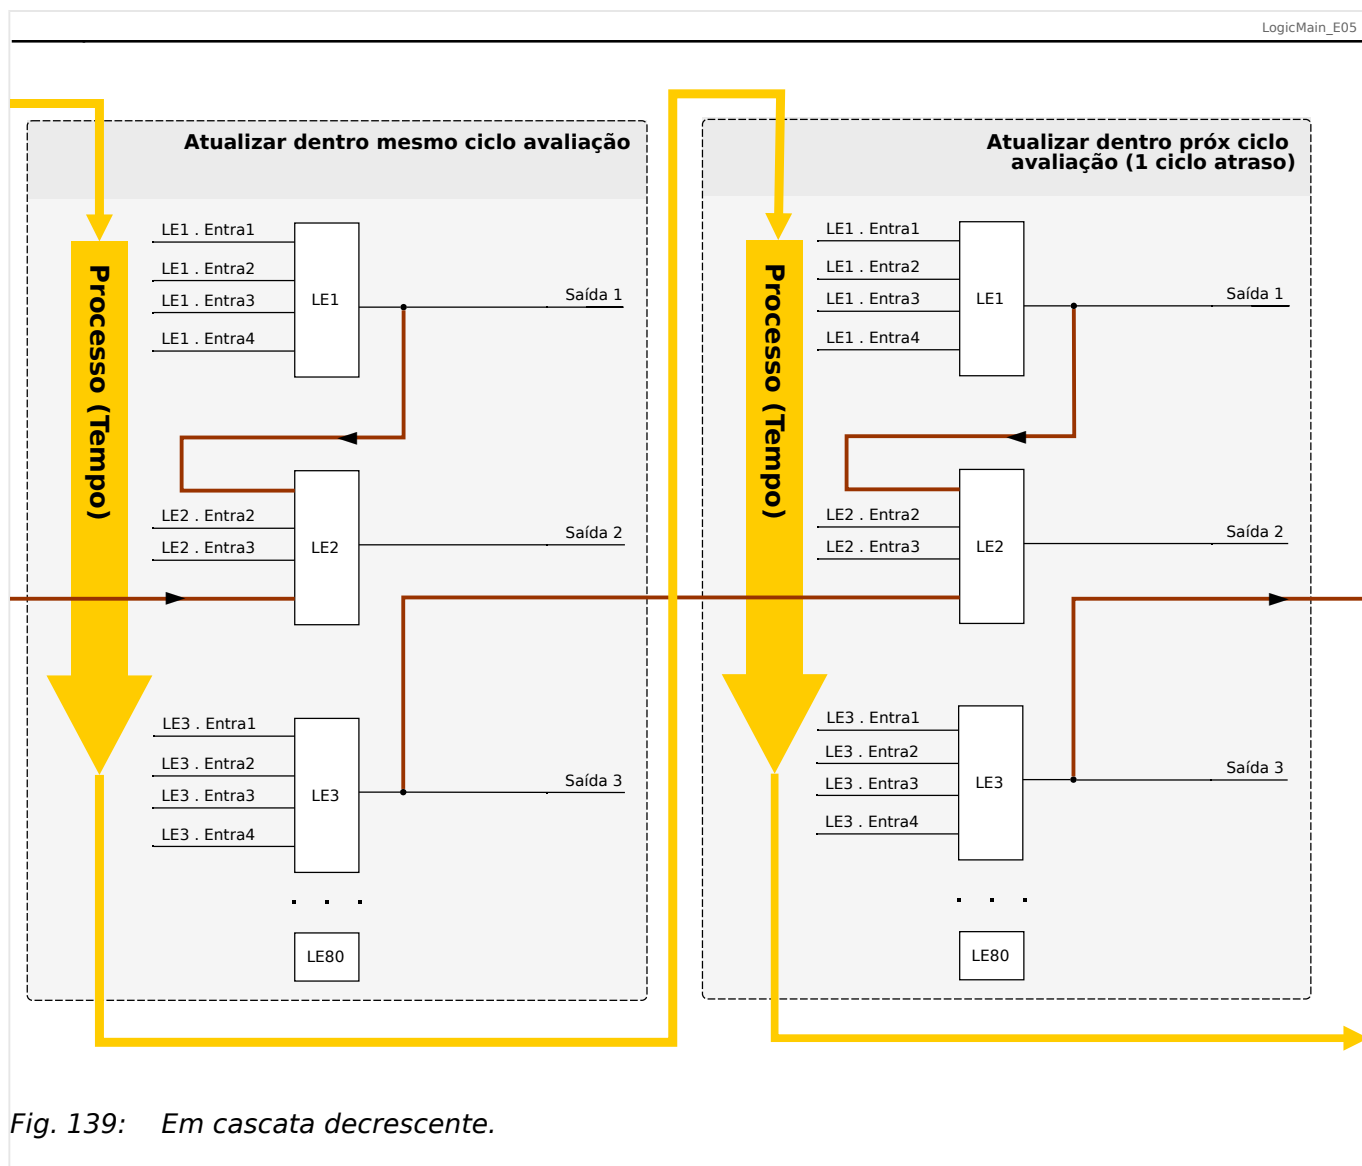 LogicMain_E05
Atualizar dentro mesmo ciclo avaliação
Processo (Tempo)
LE1 . Entra1
LE1 . Entra2
LE1 . Entra3
LE1 . Entra4
LE1
Saída 1
LE2 . Entra2
LE2 . Entra3
LE2
Saída 2
LE3 . Entra1
LE3 . Entra2
LE3 . Entra3
LE3 . Entra4
LE3
Saída 3
. . .
LE80
Atualizar dentro próx ciclo
avaliação (1 ciclo atraso)
Processo (Tempo)
LE1 . Entra1
LE1 . Entra2
LE1 . Entra3
LE1 . Entra4
LE1
Saída 1
LE2 . Entra2
LE2 . Entra3
LE2
Saída 2
LE3 . Entra1
LE3 . Entra2
LE3 . Entra3
LE3 . Entra4
LE3
Saída 3
. . .
LE80
Fig. 139: Em cascata decrescente.